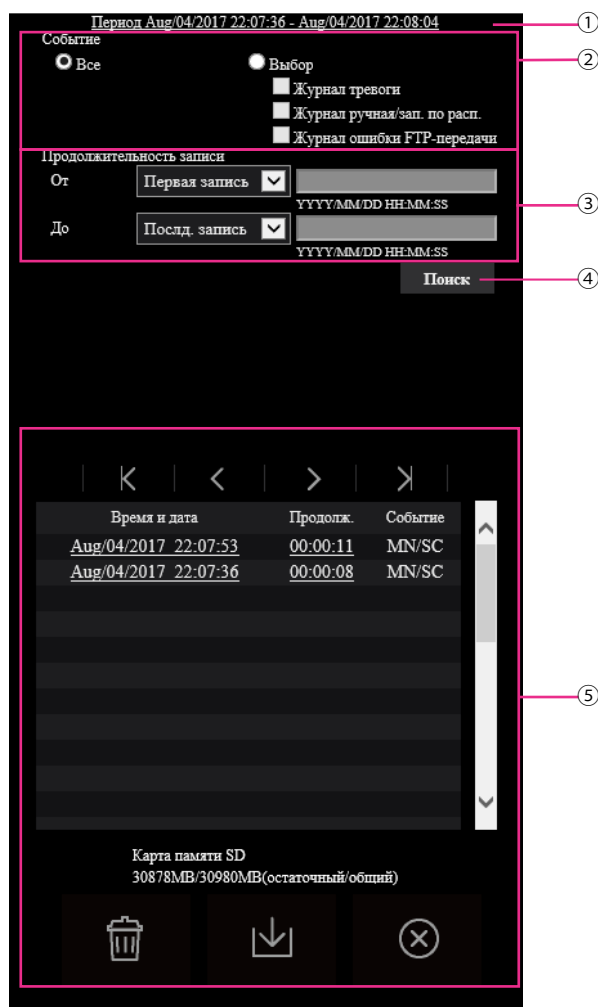 Период Aug/04/2017 22:07:36 - Aug/04/2017 22:08:04 ①
Событие ②
Все Выбор
Журнал тревоги
Журнал ручная/зап. по расп.
Журнал ошибки FTP-передачи
Продолжительность записи
От Первая запись
YYYY/MM/DD HH:MM:SS ③
До Послд. запись
YYYY/MM/DD HH:MM:SS
Поиск ④
Время и дата Продолж. Событие
Aug/04/2017 22:07:53 00:00:11 MN/SC
Aug/04/2017 22:07:36 00:00:08 MN/SC
⑤
Карта памяти SD
30878MB/30980MB(остаточный/общий)